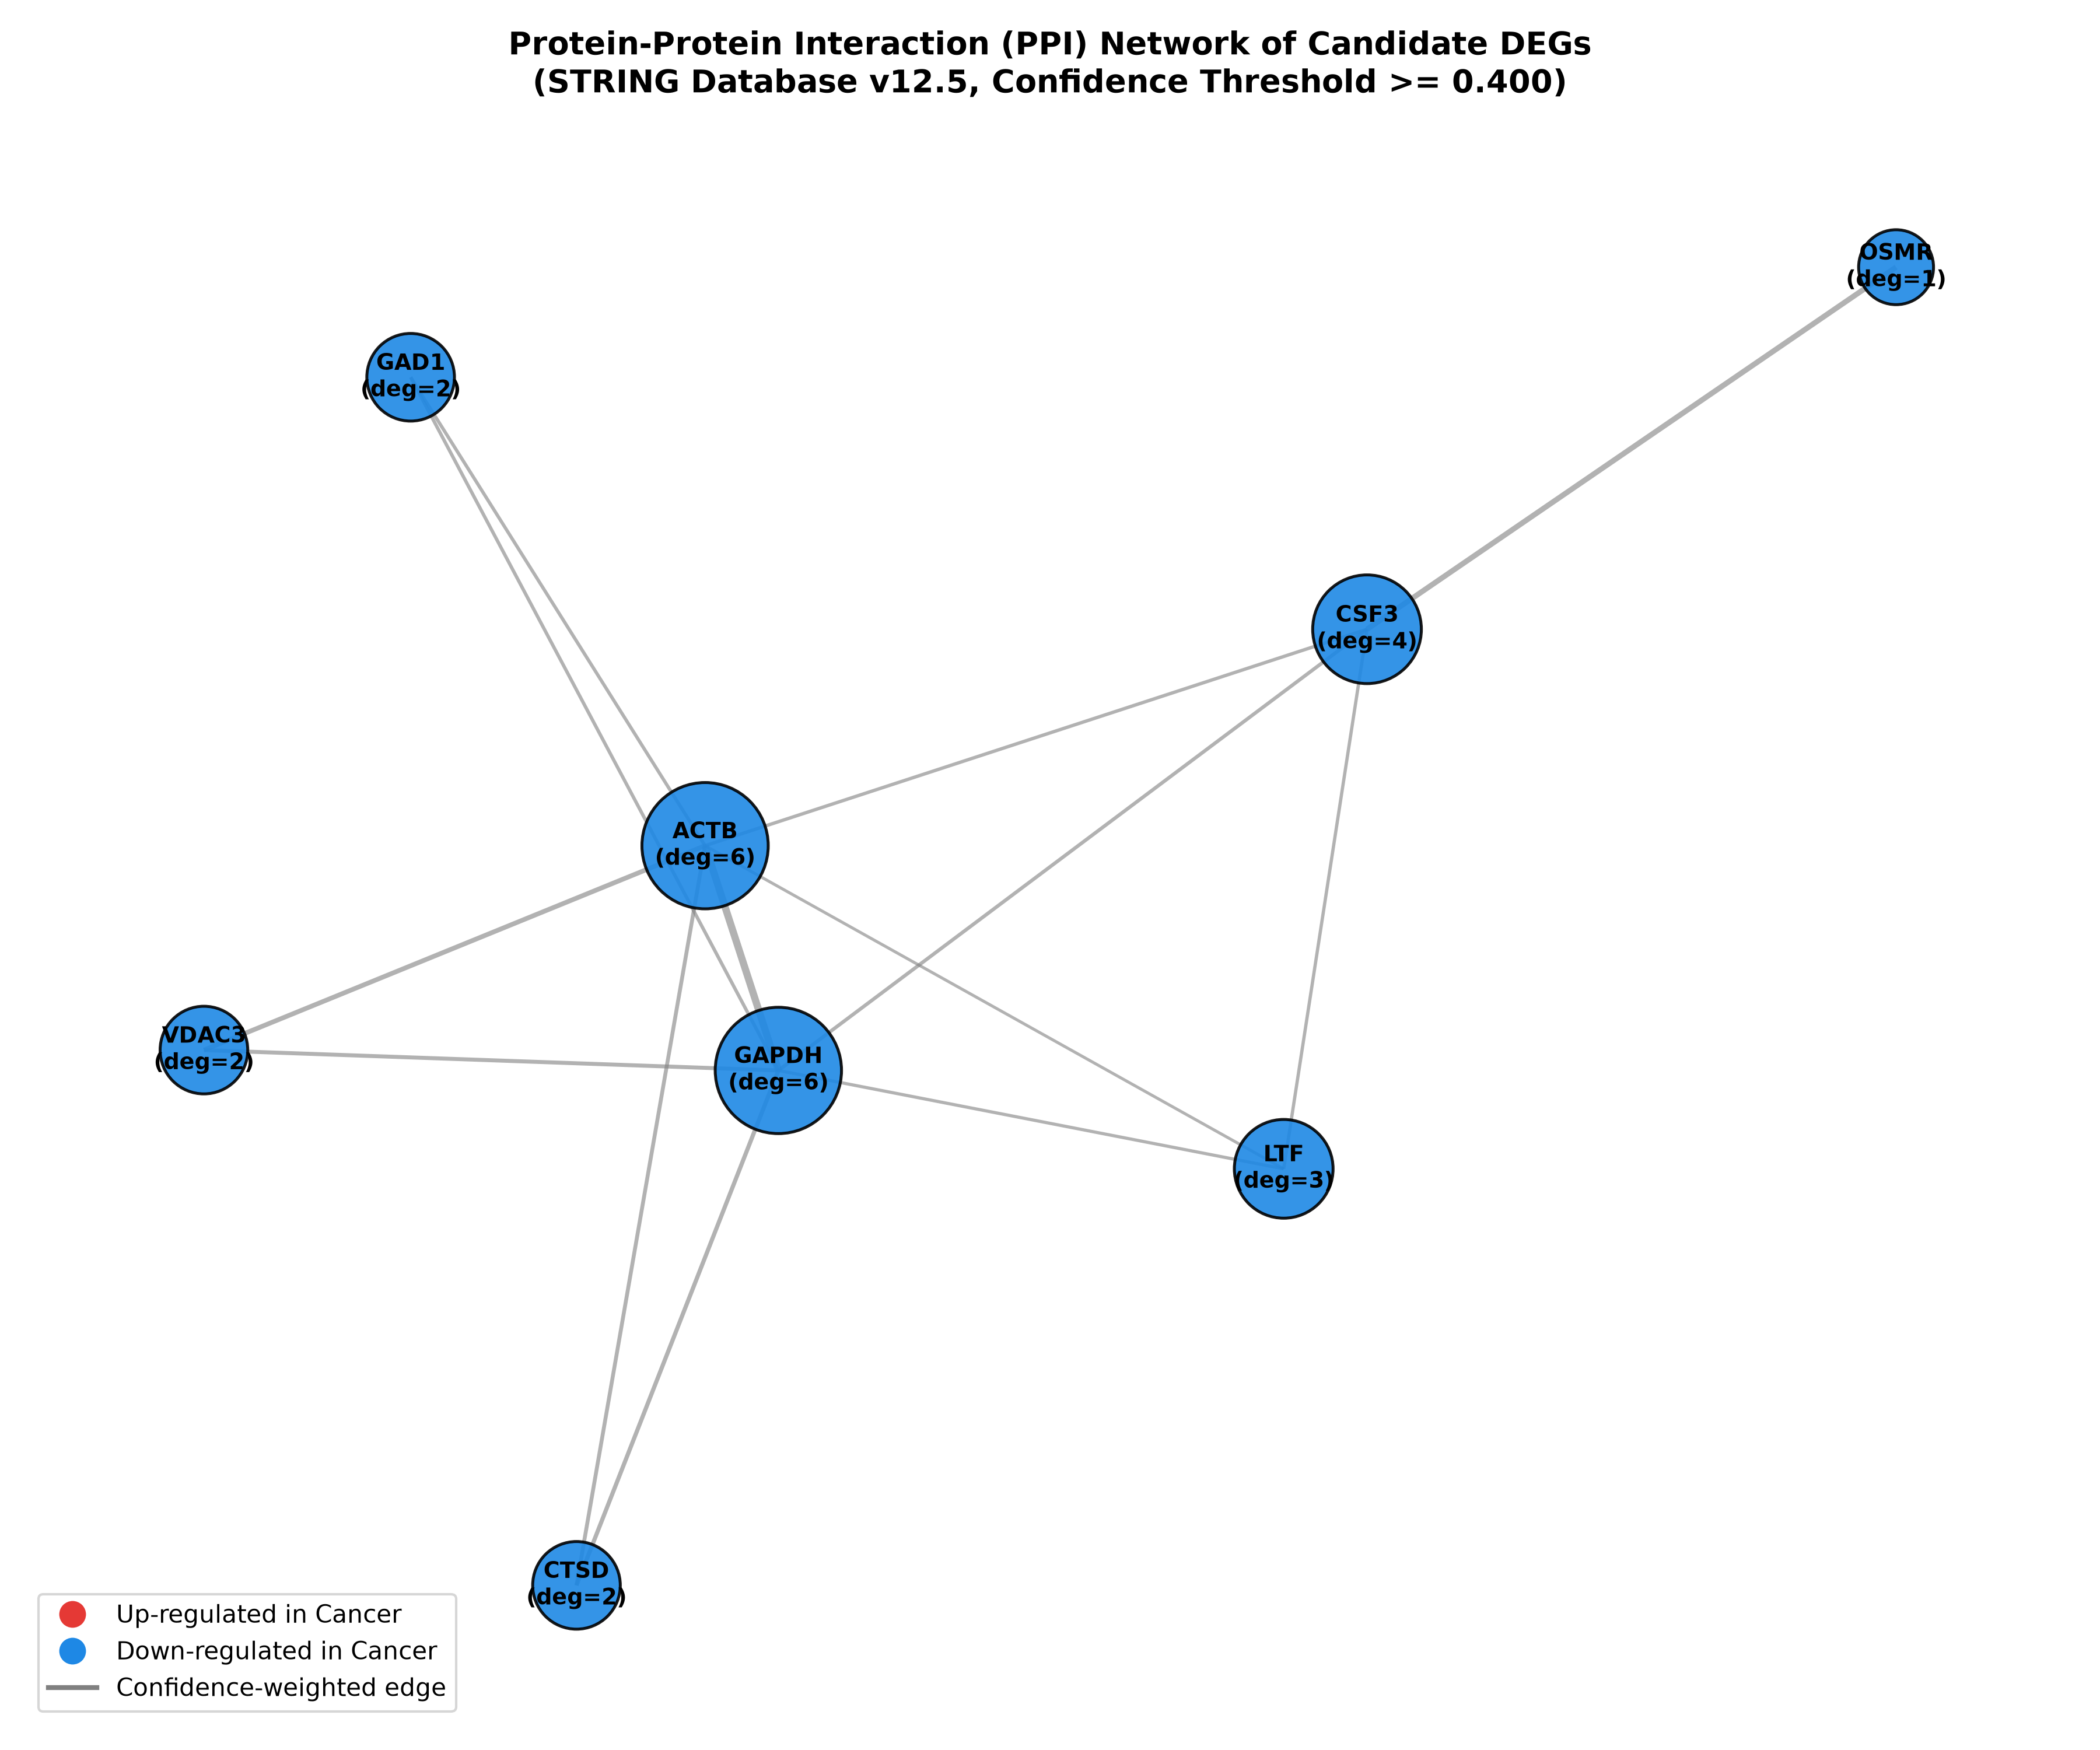 Protein-Protein Interaction (PPI) Network of Candidate DEGs
(STRING Database v12.5, Confidence Threshold >= 0.400)
OSMR
(deg=1)
GAD1
(deg=2)
CSF3
(deg=4)
ACTB
(deg=6)
VDAC3
(deg=2)
GAPDH
(deg=6)
LTF
(deg=3)
CTSD
(deg=2)
Up-regulated in Cancer
Down-regulated in Cancer
Confidence-weighted edge